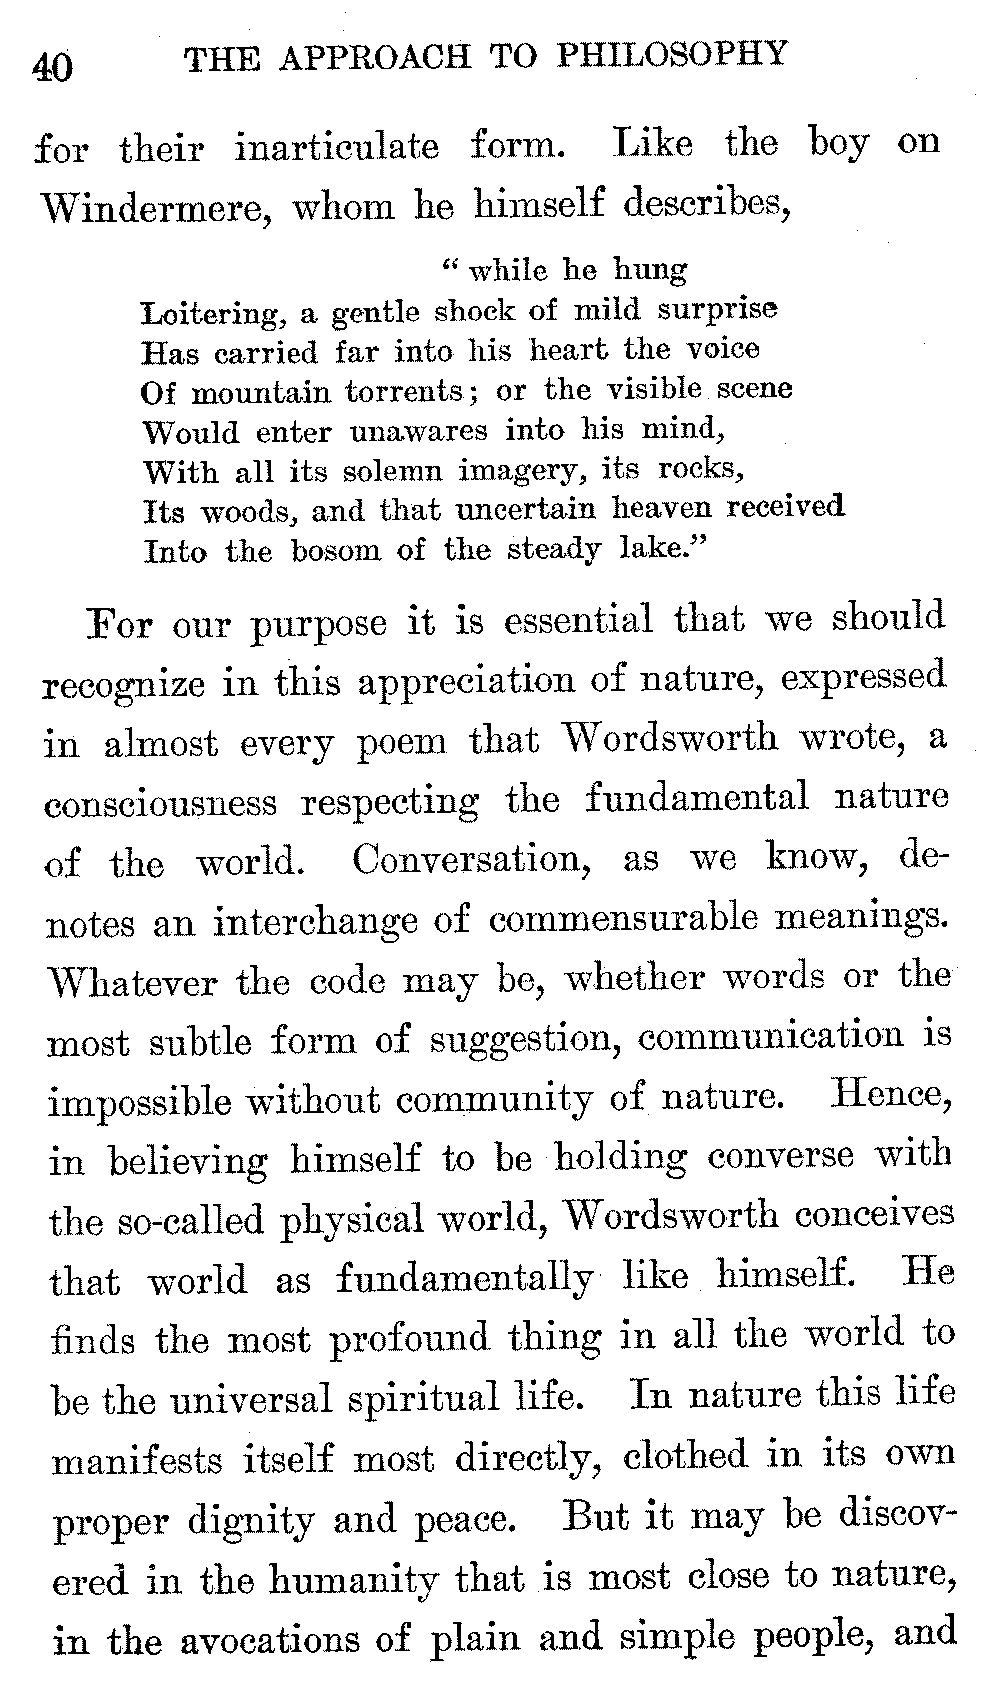 40 THE APPROACH TO PHILOSOPHY
for their inarticulate form. Like the boy on
Windermere, whom he himself describes,
“ while he hung
Loitering, a gentle shock of mild surprise
Has carried far into his heart the voice
Of mountain torrents; or the visible scene
Would enter unawares into his mind,
With all its solemn imagery, its rocks,
Its woods, and that uncertain heaven received
Into the bosom of the steady lake.”
For our purpose it is essential that we should
recognize in this appreciation of nature, expressed
in almost every poem that Wordsworth wrote, a
consciousness respecting the fundamental nature
of the world. Conversation, as we know, de-
notes an interchange of commensurable meanings.
Whatever the code may be, whether words or the
most subtle form of suggestion, communication is
impossible without community of nature. Hence,
in believing himself to be holding converse with
the so-called physical world, Wordsworth conceives
that world as fundamentally like himself. He
finds the most profound thing in all the world to
be the universal spiritual life. In nature this life
manifests itself most directly, clothed in its own
proper dignity and peace. But it may be discov-
ered in the humanity that is most close to nature,
in the avocations of plain and simple people, and